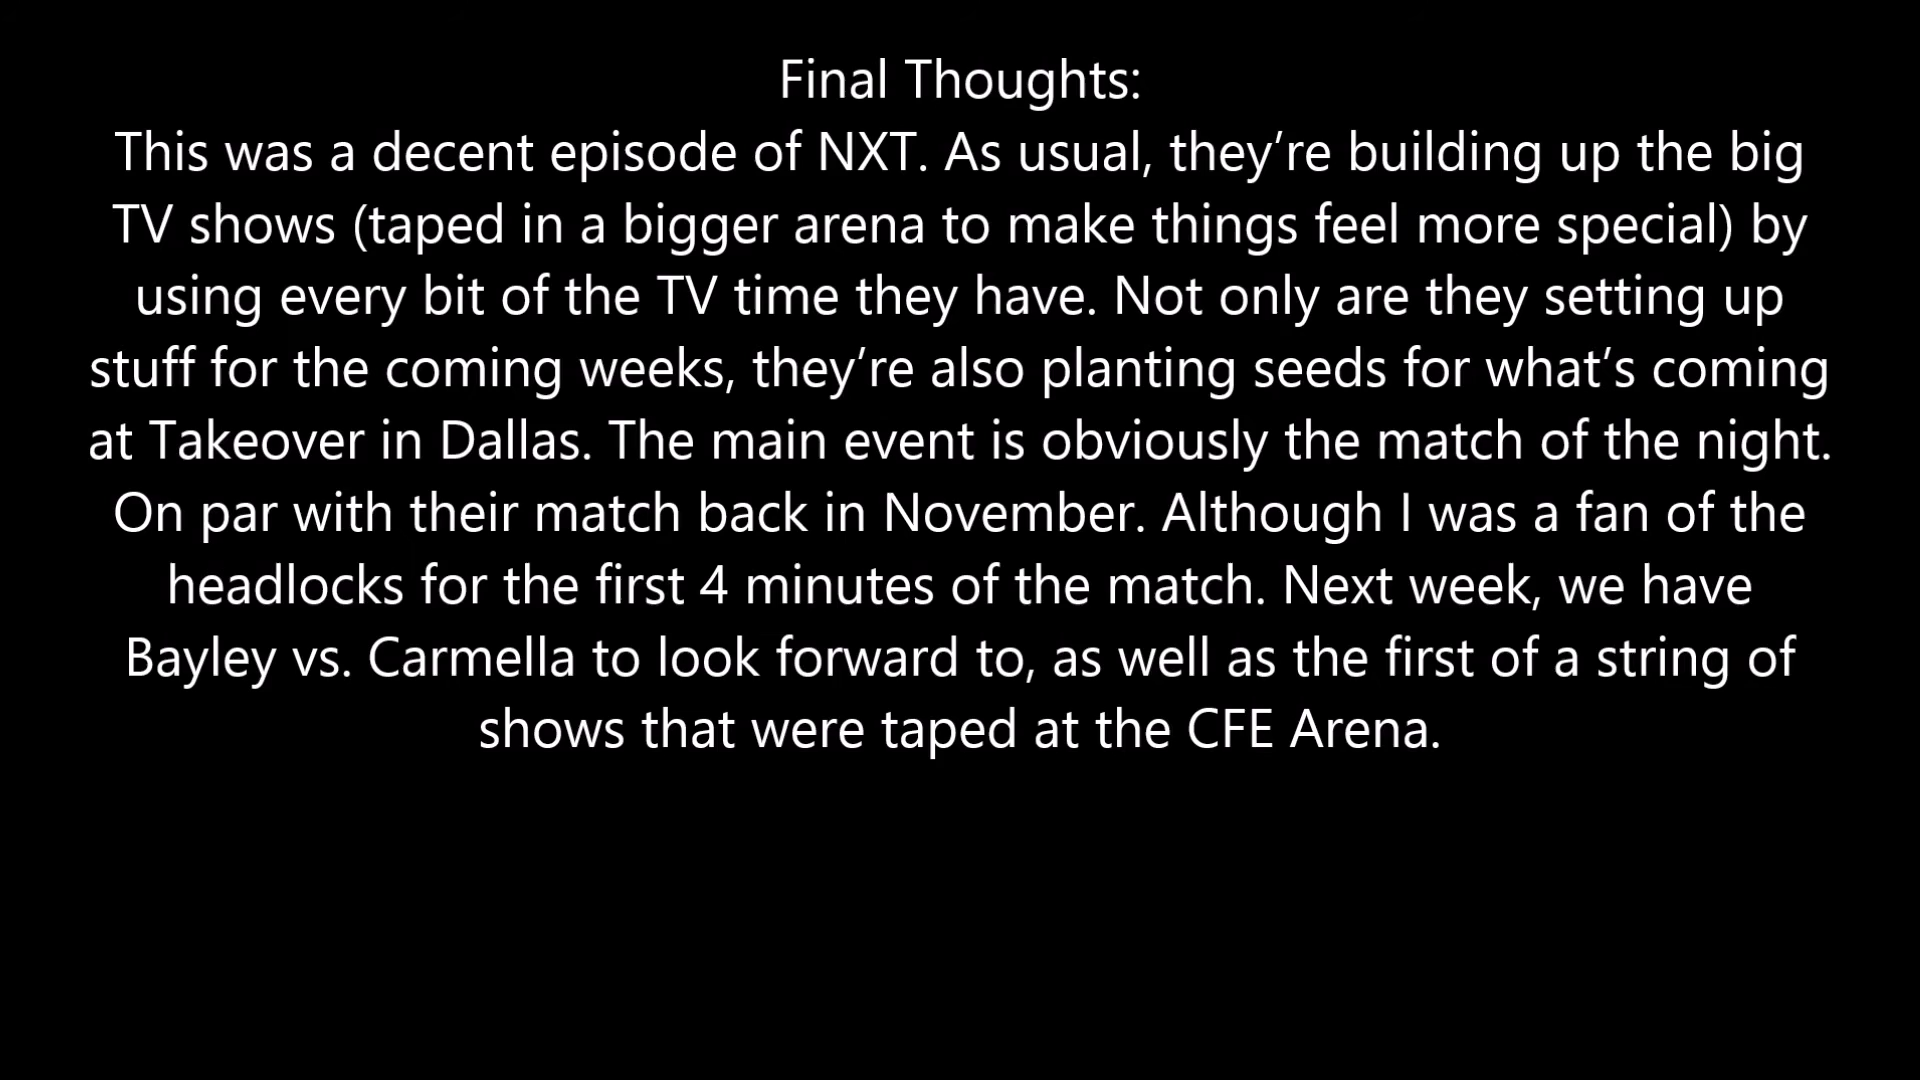 Final Thoughts:
This was a decent episode of NXT. As usual, they’re building up the big
TV shows (taped in a bigger arena to make things feel more special) by
using every bit of the TV time they have. Not only are they setting up
stuff for the coming weeks, they’re also planting seeds for what’s coming
at Takeover in Dallas. The main event is obviously the match of the night.
On par with their match back in November. Although I was a fan of the
headlocks for the first 4 minutes of the match. Next week, we have
Bayley vs. Carmella to look forward to, as well as the first of a string of
shows that were taped at the CFE Arena.